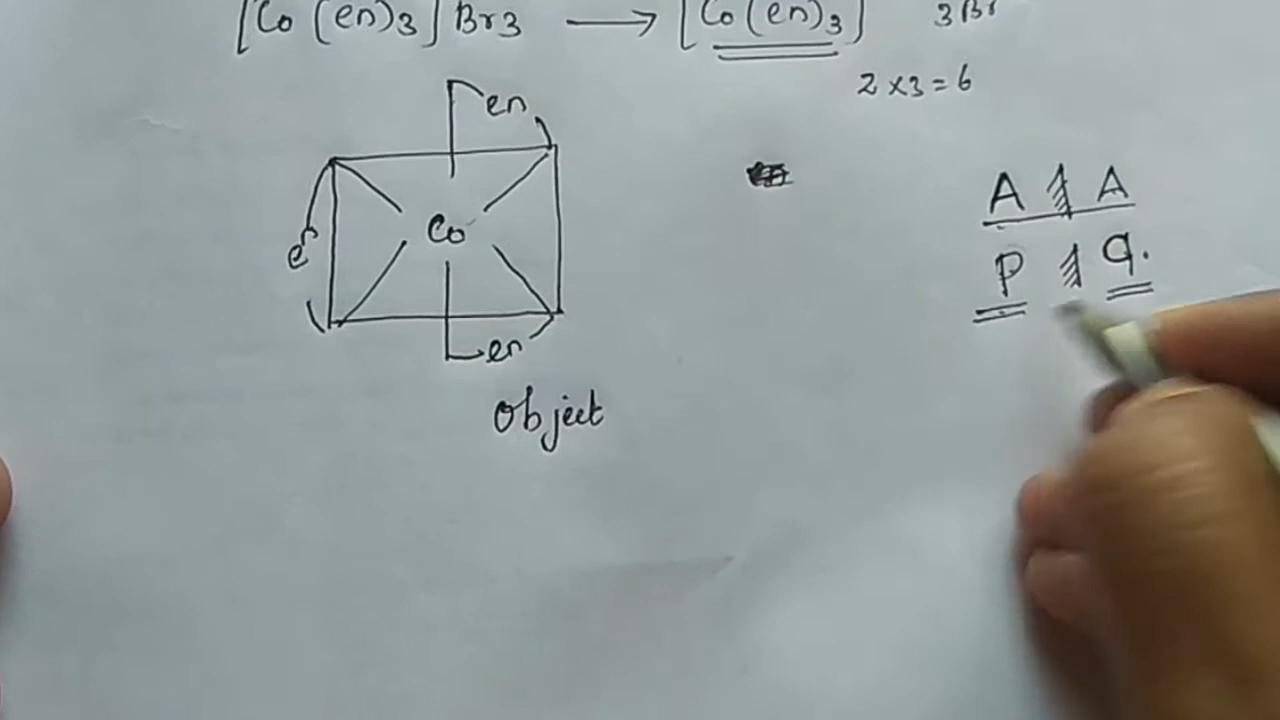 [Co (en)3] Br3 ⟶ [Co (en)3] 3Br
2 x 3 = 6
en
Co
en
en
Object
A A
P q.